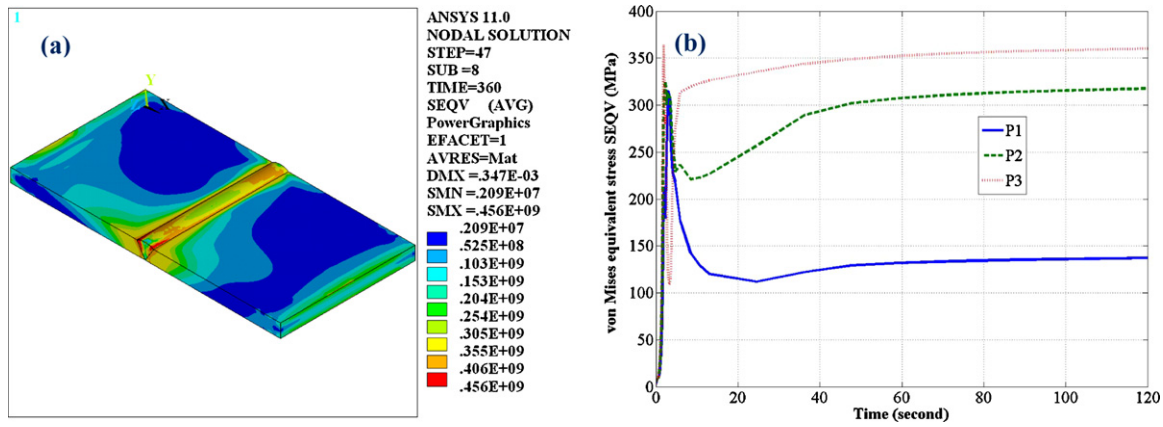 1
(a)
Y
X
ANSYS 11.0
NODAL SOLUTION
STEP=47
SUB =8
TIME=360
SEQV (AVG)
PowerGraphics
EFACET=1
AVRES=Mat
DMX =.347E-03
SMN =.209E+07
SMX =.456E+09
.209E+07
.525E+08
.103E+09
.153E+09
.204E+09
.254E+09
.305E+09
.355E+09
.406E+09
.456E+09
(b)
von Mises equivalent stress SEQV (MPa)
400
350
300
250
200
150
100
50
0
P1
P2
P3
0 20 40 60 80 100 120
Time (second)